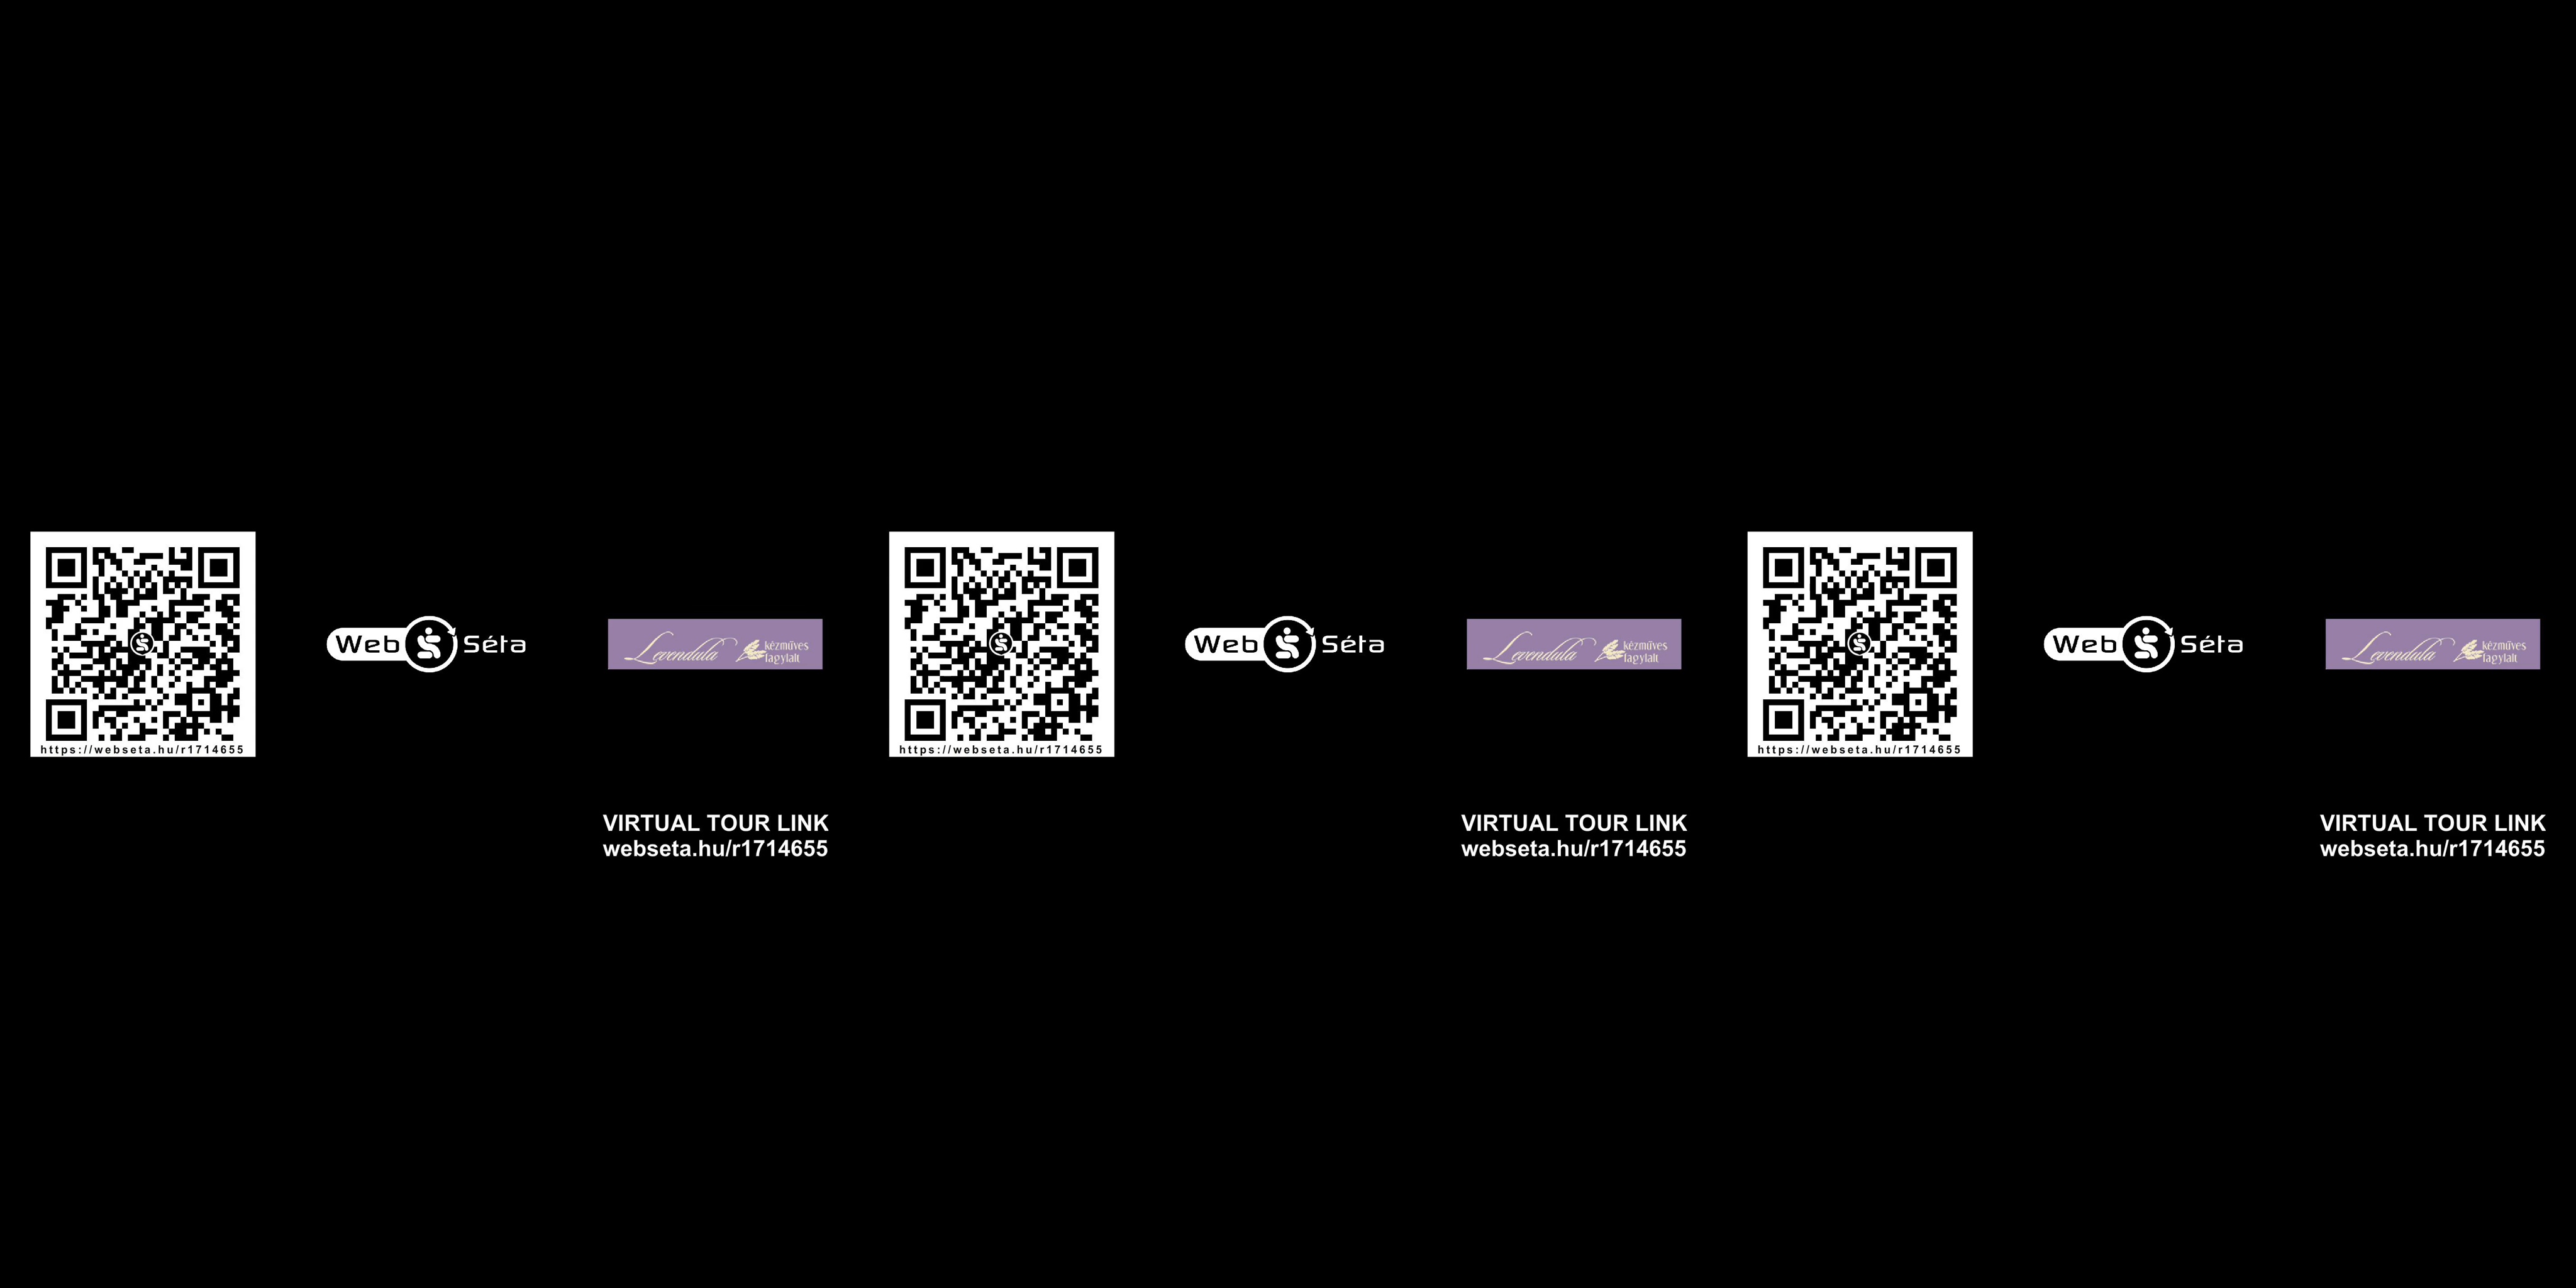 https://webseta.hu/r1714655
Web Séta
Levendula kézműves
fagylalt
VIRTUAL TOUR LINK
webseta.hu/r1714655
https://webseta.hu/r1714655
Web Séta
Levendula kézműves
fagylalt
VIRTUAL TOUR LINK
webseta.hu/r1714655
https://webseta.hu/r1714655
Web Séta
Levendula kézműves
fagylalt
VIRTUAL TOUR LINK
webseta.hu/r1714655